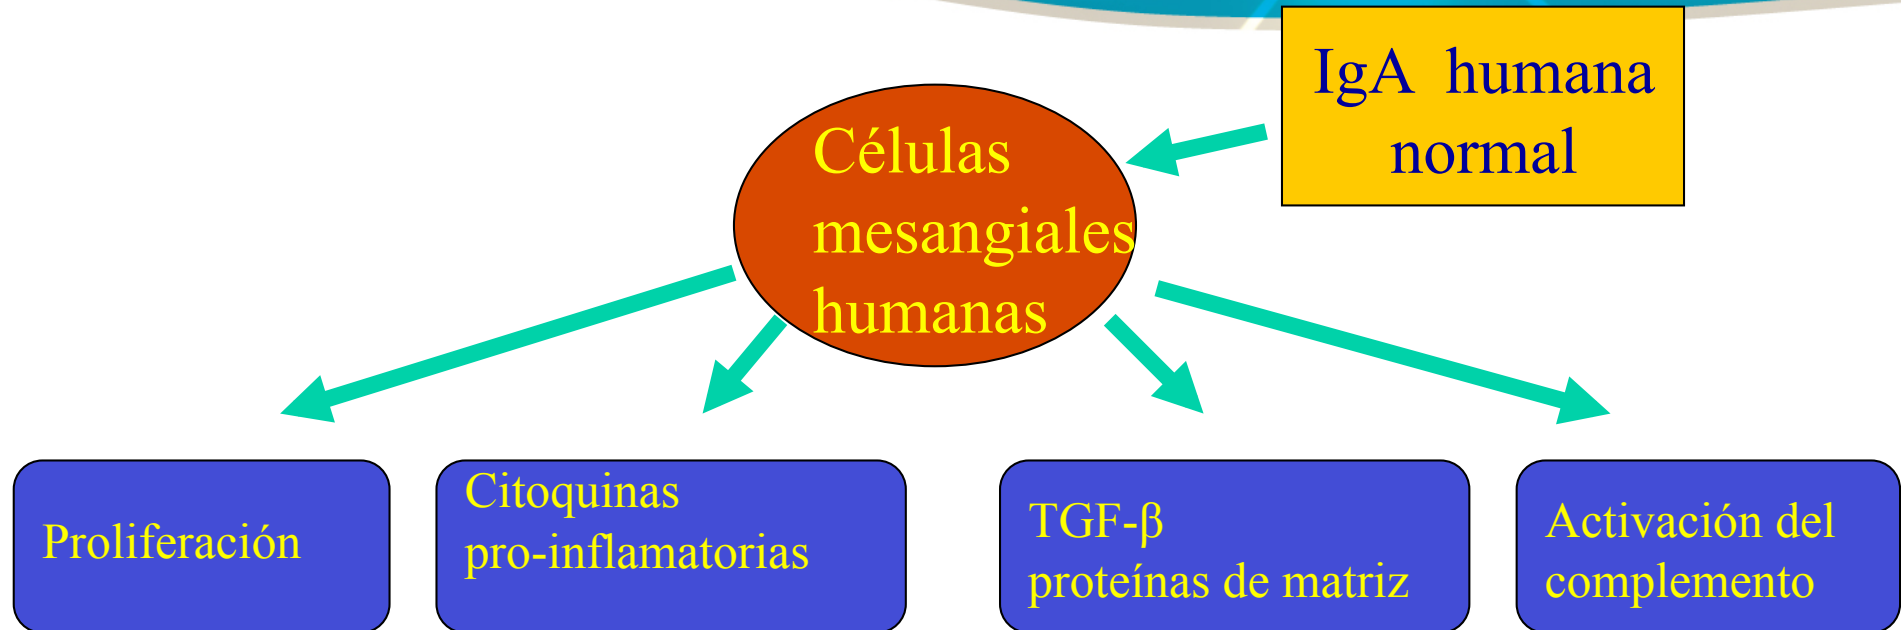 IgA humana
normal
Células
mesangiales
humanas
Proliferación
Citoquinas
pro-inflamatorias
TGF-β
proteínas de matriz
Activación del
complemento